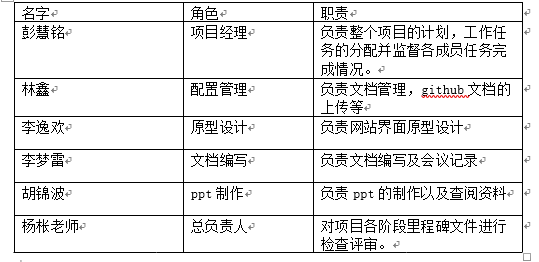 名字 角色 职责
彭慧铭 项目经理 负责整个项目的计划，工作任
务的分配并监督各成员任务完
成情况。
林鑫 配置管理 负责文档管理，github 文档的
上传等
李逸欢 原型设计 负责网站界面原型设计
李梦雷 文档编写 负责文档编写及会议记录
胡锦波 ppt 制作 负责 ppt 的制作以及查阅资料
杨枨老师 总负责人 对项目各阶段里程碑文件进行
检查评审。